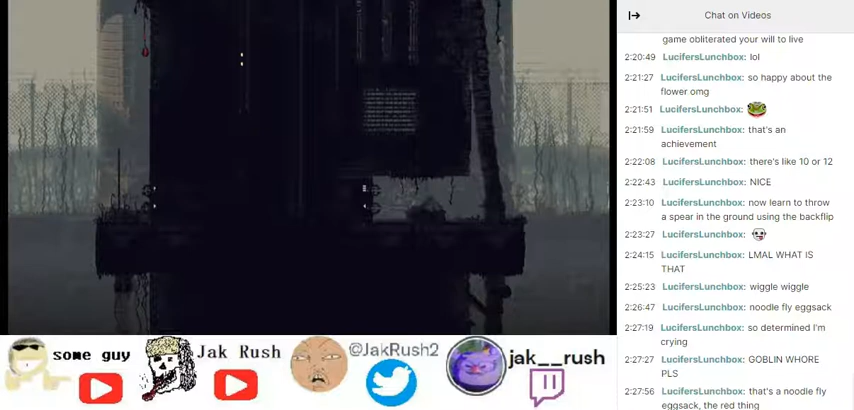 Chat on Videos
game obliterated your will to live
2:20:49 LucifersLunchbox: lol
2:21:27 LucifersLunchbox: so happy about the
flower omg
2:21:51 LucifersLunchbox:
2:21:59 LucifersLunchbox: that's an
achievement
2:22:08 LucifersLunchbox: there's like 10 or 12
2:22:43 LucifersLunchbox: NICE
2:23:10 LucifersLunchbox: now learn to throw
a spear in the ground using the backflip
2:23:27 LucifersLunchbox:
2:24:15 LucifersLunchbox: LMAL WHAT IS
THAT
2:25:23 LucifersLunchbox: wiggle wiggle
2:26:47 LucifersLunchbox: noodle fly eggsack
2:27:19 LucifersLunchbox: so determined I'm
crying
2:27:27 LucifersLunchbox: GOBLIN WHORE
PLS
2:27:56 LucifersLunchbox: that's a noodle fly
eggsack, the red thing
some guy
Jak Rush
@JakRush2
jak__rush